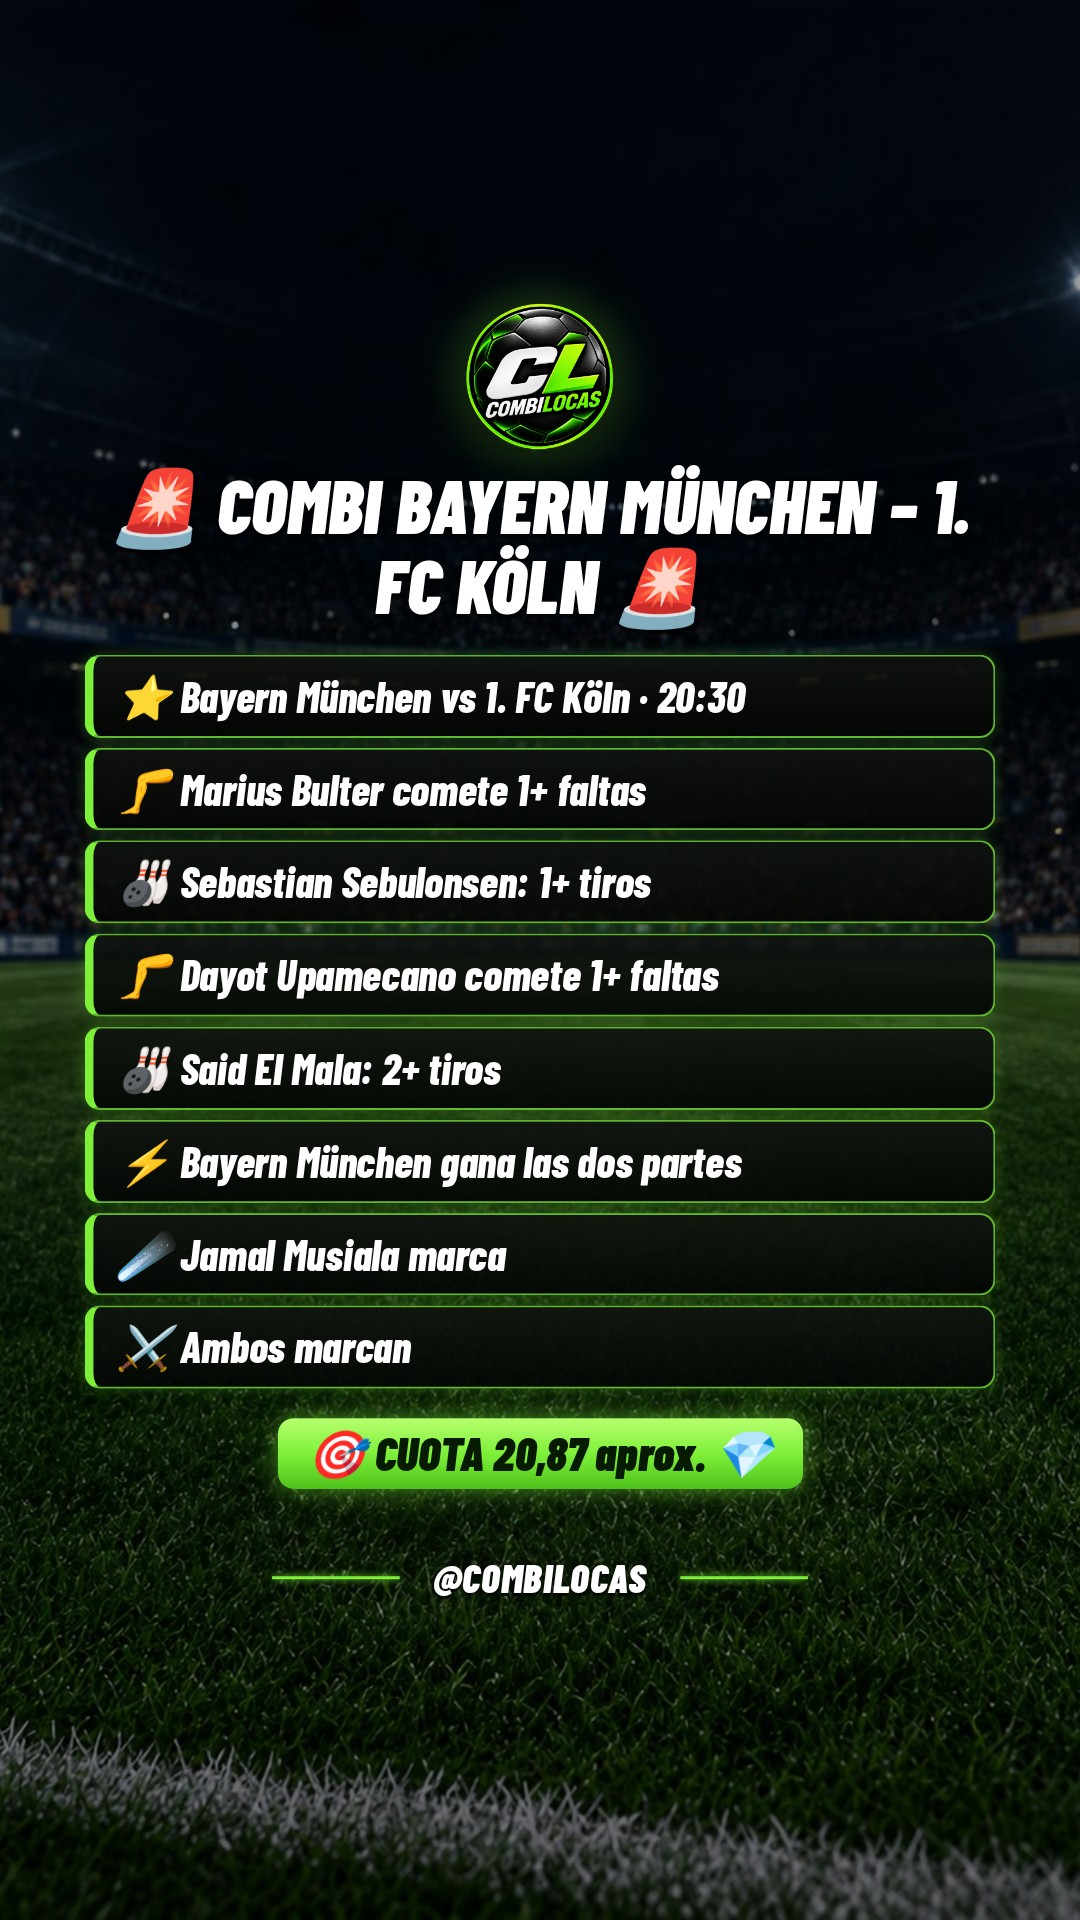 CL
COMBILOCAS
🚨 COMBI BAYERN MÜNCHEN - 1.
FC KÖLN 🚨
⭐ Bayern München vs 1. FC Köln · 20:30
🦵 Marius Bulter comete 1+ faltas
🎳 Sebastian Sebulonsen: 1+ tiros
🦵 Dayot Upamecano comete 1+ faltas
🎳 Said El Mala: 2+ tiros
⚡ Bayern München gana las dos partes
☄️ Jamal Musiala marca
⚔️ Ambos marcan
🎯 CUOTA 20,87 aprox. 💎
@COMBILOCAS